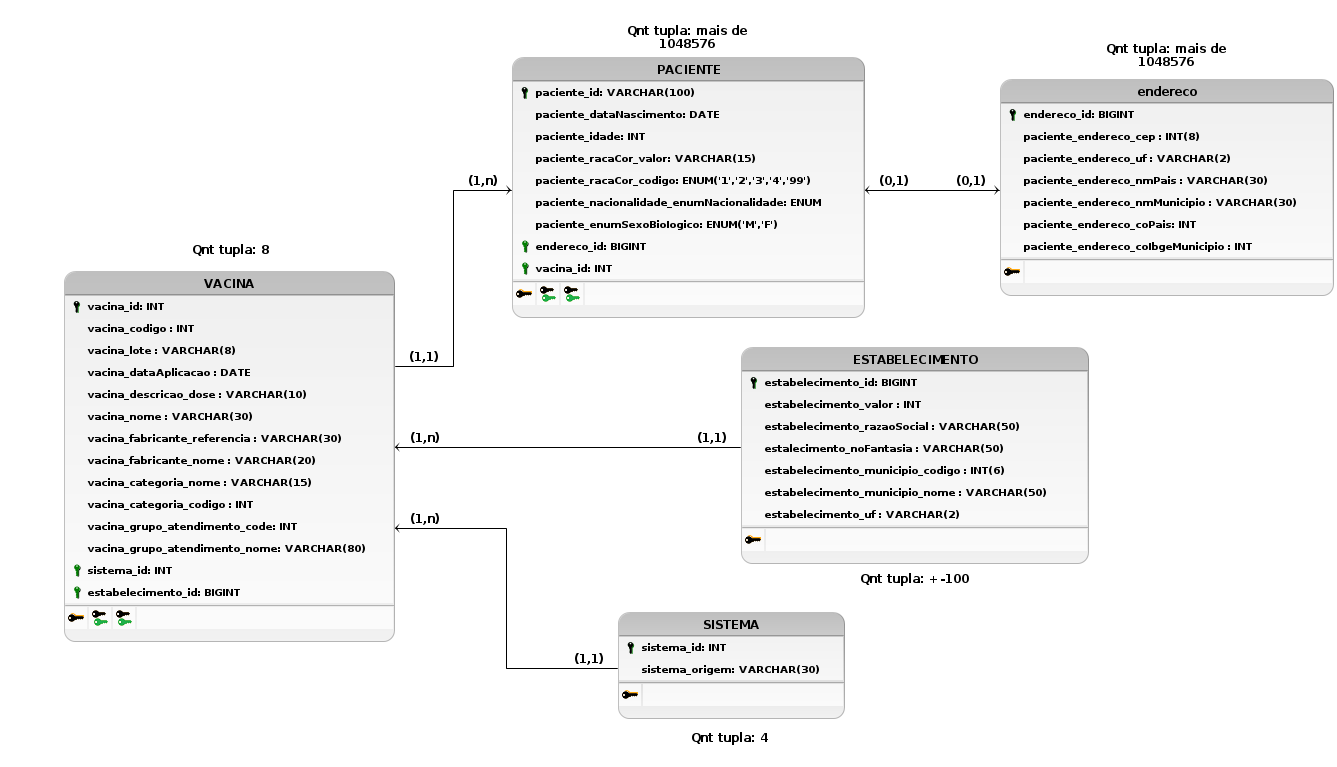 Qnt tupla: mais de
1048576
PACIENTE
paciente_id: VARCHAR(100)
paciente_dataNascimento: DATE
paciente_idade: INT
paciente_racaCor_valor: VARCHAR(15)
paciente_racaCor_codigo: ENUM('1','2','3','4','99')
paciente_nacionalidade_enumNacionalidade: ENUM
paciente_enumSexoBiologico: ENUM('M','F')
endereco_id: BIGINT
vacina_id: INT
Qnt tupla: mais de
1048576
endereco
endereco_id: BIGINT
paciente_endereco_cep : INT(8)
paciente_endereco_uf : VARCHAR(2)
paciente_endereco_nmPais : VARCHAR(30)
paciente_endereco_nmMunicipio : VARCHAR(30)
paciente_endereco_coPais: INT
paciente_endereco_coIbgeMunicipio : INT
(1,n)
(0,1)
(0,1)
Qnt tupla: 8
VACINA
vacina_id: INT
vacina_codigo : INT
vacina_lote : VARCHAR(8)
vacina_dataAplicacao : DATE
vacina_descricao_dose : VARCHAR(10)
vacina_nome : VARCHAR(30)
vacina_fabricante_referencia : VARCHAR(30)
vacina_fabricante_nome : VARCHAR(20)
vacina_categoria_nome : VARCHAR(15)
vacina_categoria_codigo : INT
vacina_grupo_atendimento_code: INT
vacina_grupo_atendimento_nome: VARCHAR(80)
sistema_id: INT
estabelecimento_id: BIGINT
(1,1)
(1,n)
(1,1)
(1,n)
(1,1)
ESTABELECIMENTO
estabelecimento_id: BIGINT
estabelecimento_valor : INT
estabelecimento_razaoSocial : VARCHAR(50)
estalecimento_noFantasia : VARCHAR(50)
estabelecimento_municipio_codigo : INT(6)
estabelecimento_municipio_nome : VARCHAR(50)
estabelecimento_uf : VARCHAR(2)
Qnt tupla: +-100
SISTEMA
sistema_id: INT
sistema_origem: VARCHAR(30)
Qnt tupla: 4